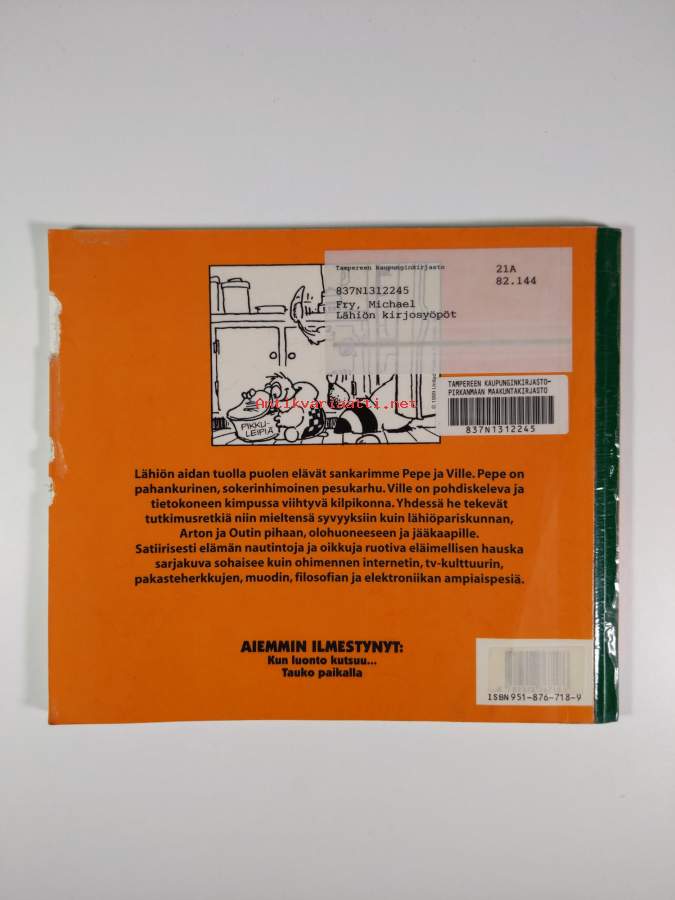 Tampereen kaupunginkirjasto
21A
82.144
837N1312245
Fry, Michael
Lähiön kirjosyöpöt
TAMPEREEN KAUPUNGINKIRJASTO-
PIRKANMAAN MAAKUNTAKIRJASTO
837N1312245
Antikvariaatti.net
PIKKU-
LEIPIÄ
Lähiön aidan tuolla puolen elävät sankarimme Pepe ja Ville. Pepe on
pahankurinen, sokerinhimoinen pesukarhu. Ville on pohdiskeleva ja
tietokoneen kimpussa viihtyvä kilpikonna. Yhdessä he tekevät
tutkimusretkiä niin mieltensä syvyyksiin kuin lähiöpariskunnan,
Arton ja Outin pihaan, olohuoneeseen ja jääkaapille.
Satiirisesti elämän nautintoja ja oikkuja ruotiva eläimellisen hauska
sarjakuva sohaisee kuin ohimennen internetin, tv-kulttuurin,
pakasteherkkujen, muodin, filosofian ja elektroniikan ampiaispesiä.
AIEMMIN ILMESTYNYT:
Kun luonto kutsuu...
Tauko paikalla
ISBN 951-876-718-9